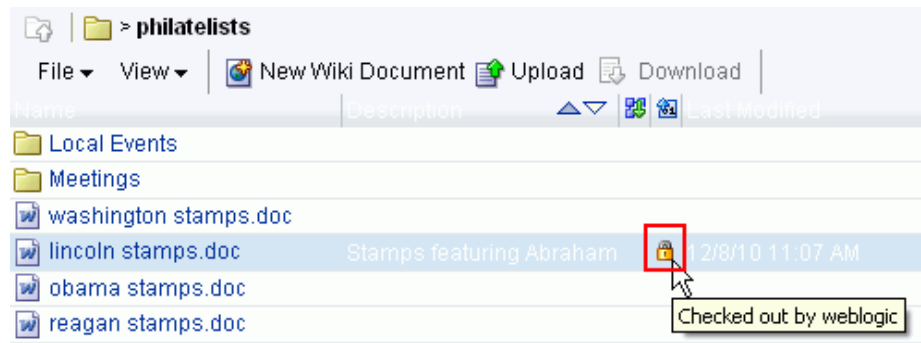 > philatelists
File View New Wiki Document Upload Download
Name Description Last Modified
Local Events
Meetings
washington stamps.doc
lincoln stamps.doc Stamps featuring Abraham 12/8/10 11:07 AM
obama stamps.doc
Checked out by weblogic
reagan stamps.doc